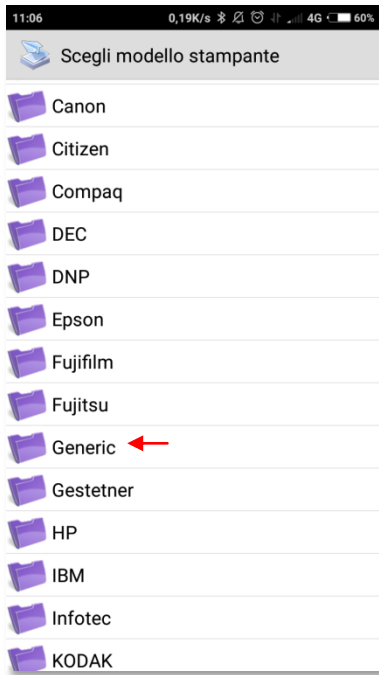 11:06 0,19K/s 4G 60%
Scegli modello stampante
Canon
Citizen
Compaq
DEC
DNP
Epson
Fujifilm
Fujitsu
Generic
Gestetner
HP
IBM
Infotec
KODAK